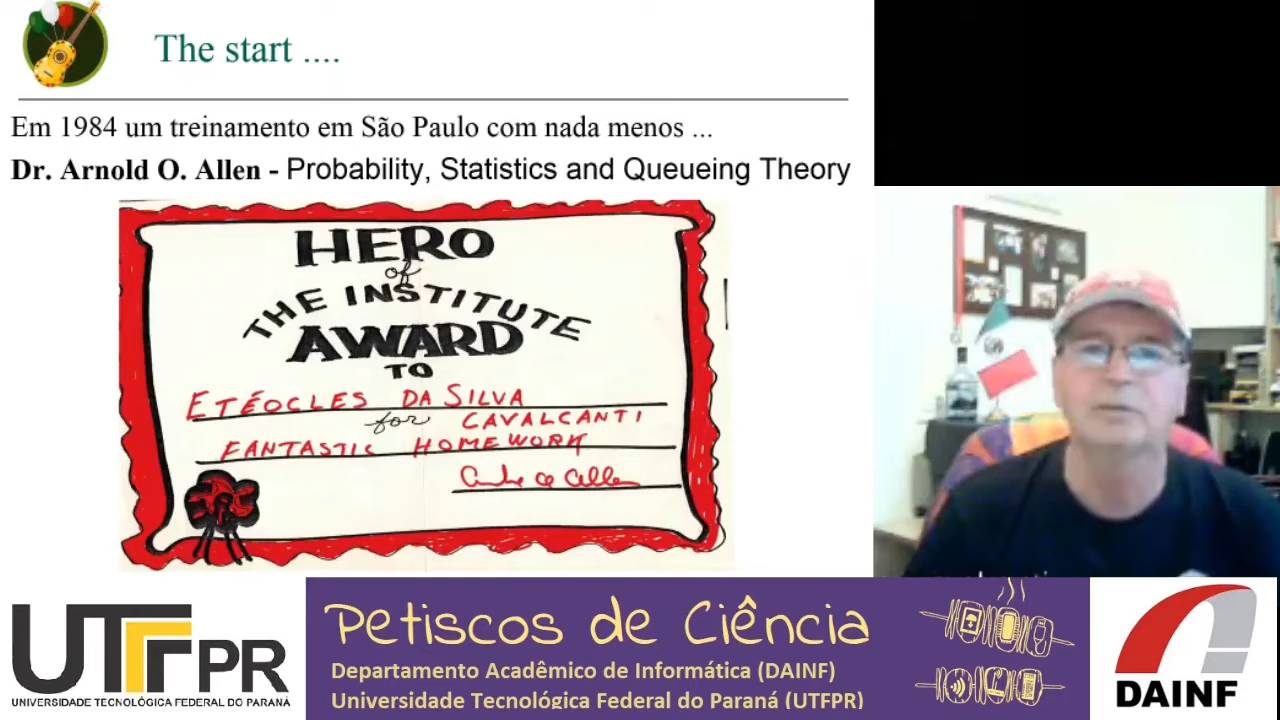 The start ....
Em 1984 um treinamento em São Paulo com nada menos ...
Dr. Arnold O. Allen - Probability, Statistics and Queueing Theory
HERO
of
THE INSTITUTE
AWARD
TO
ETÉOCLES DA SILVA
for CAVALCANTI
FANTASTIC HOMEWORK
UTFPR
UNIVERSIDADE TECNOLÓGICA FEDERAL DO PARANÁ
Petiscos de Ciência
Departamento Acadêmico de Informática (DAINF)
Universidade Tecnológica Federal do Paraná (UTFPR)
DAINF